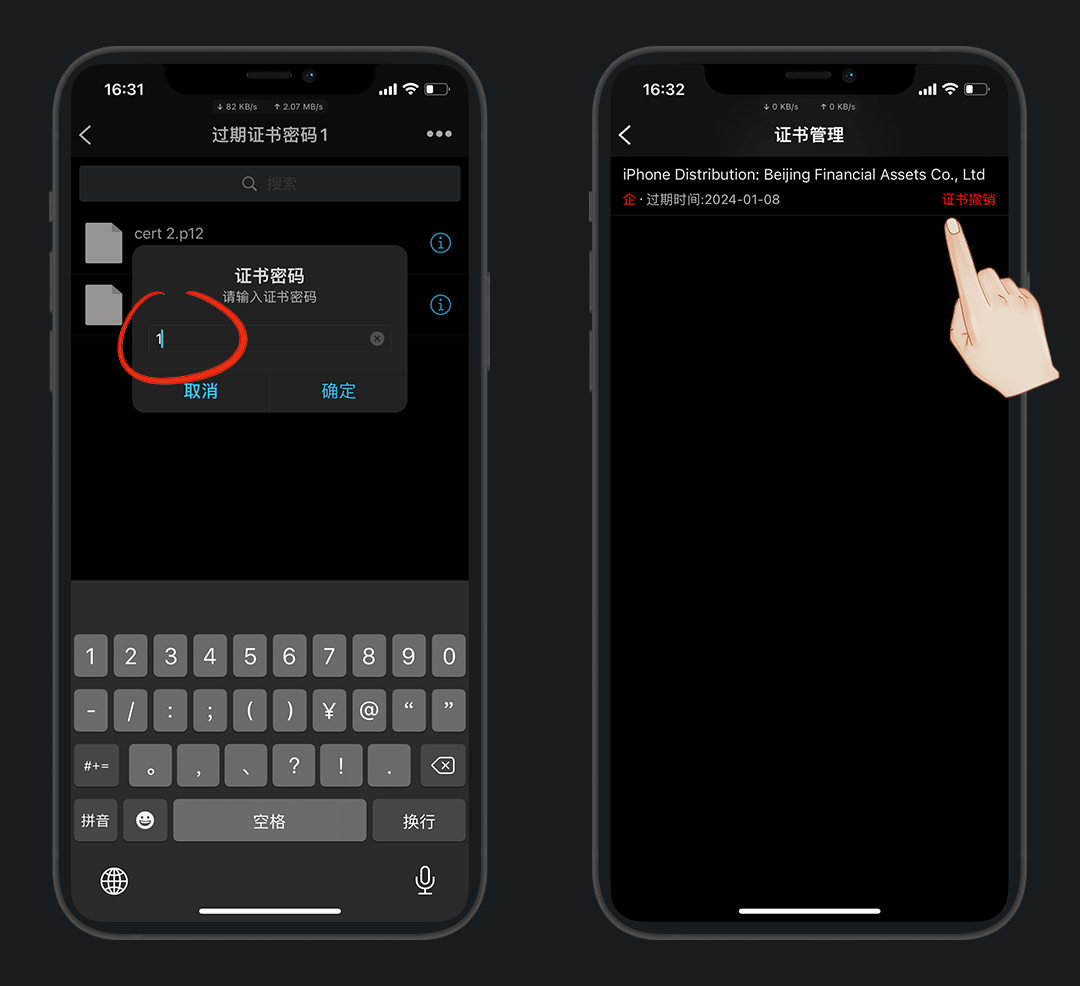 16:31
↓ 82 KB/s ↑ 2.07 MB/s
过期证书密码1
搜索
cert 2.p12
证书密码
请输入证书密码
1
取消 确定
1 2 3 4 5 6 7 8 9 0
- / : ; ( ) ¥ @ “ ”
#+= 。 , 、 ? ! .
拼音 空格 换行
16:32
↓ 0 KB/s ↑ 0 KB/s
证书管理
iPhone Distribution: Beijing Financial Assets Co., Ltd
企 · 过期时间:2024-01-08 证书撤销